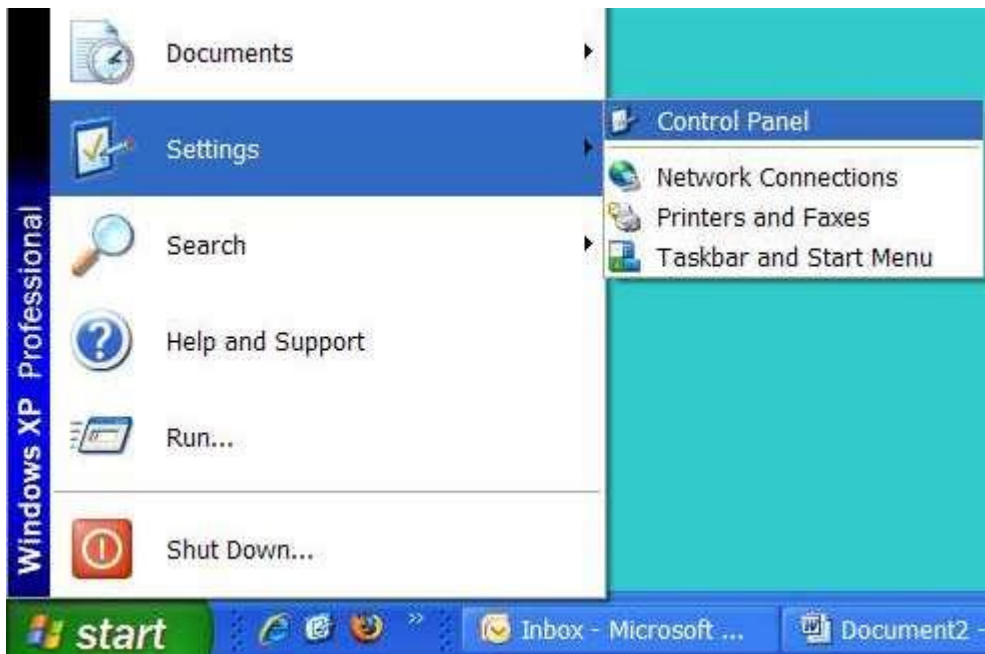 Documents
Settings
Search
Help and Support
Run...
Shut Down...
Control Panel
Network Connections
Printers and Faxes
Taskbar and Start Menu
Windows XP Professional
start
»
Inbox - Microsoft ...
Document2 -